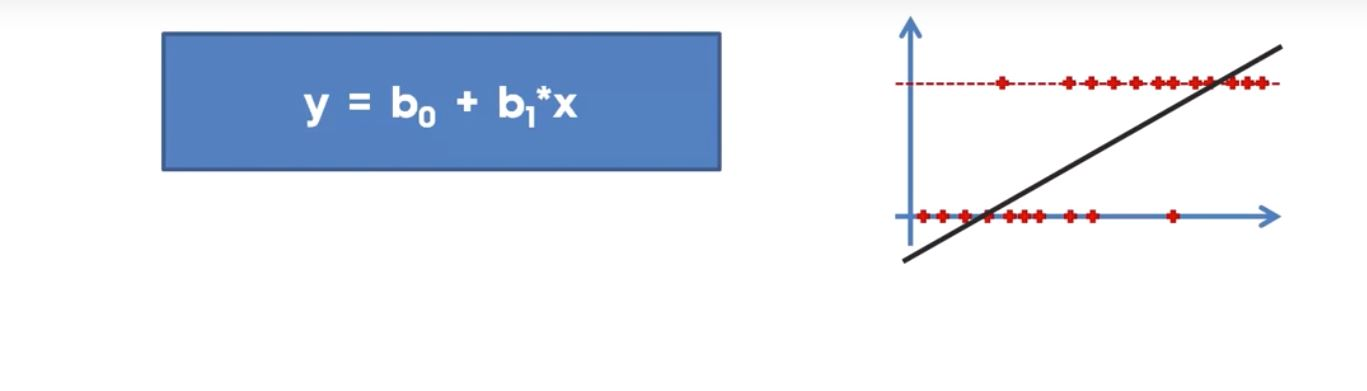 y = b₀ + b₁*x